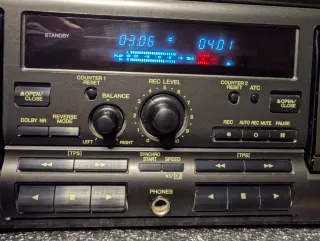 STANDBY
03.06
04.01
COUNTER 1
RESET
REC LEVEL
COUNTER 2
RESET
ATC
OPEN/
CLOSE
BALANCE
OPEN/
CLOSE
DOLBY NR
REVERSE
MODE
LEFT
RIGHT
REC
AUTO REC MUTE
PAUSE
[TPS]
SYNCHRO
START
SPEED
[TPS]
PHONES